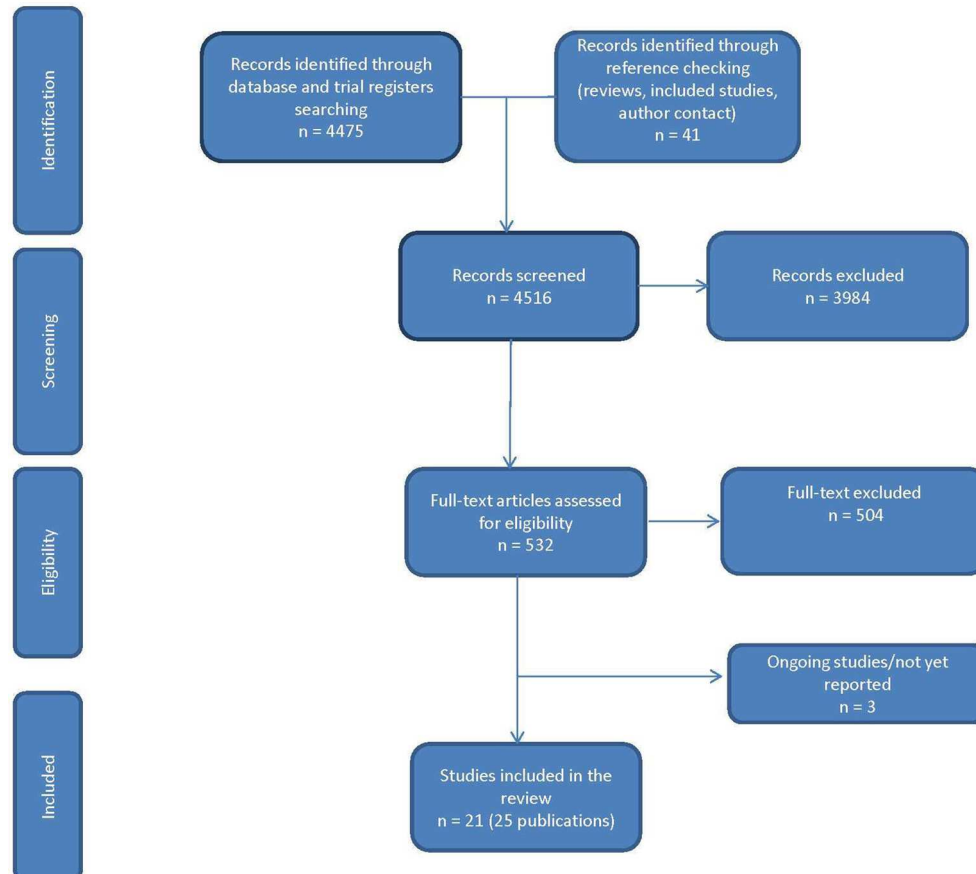 Identification
Records identified through
database and trial registers
searching
n = 4475
Records identified through
reference checking
(reviews, included studies,
author contact)
n = 41
Screening
Records screened
n = 4516
Records excluded
n = 3984
Eligibility
Full-text articles assessed
for eligibility
n = 532
Full-text excluded
n = 504
Ongoing studies/not yet
reported
n = 3
Included
Studies included in the
review
n = 21 (25 publications)